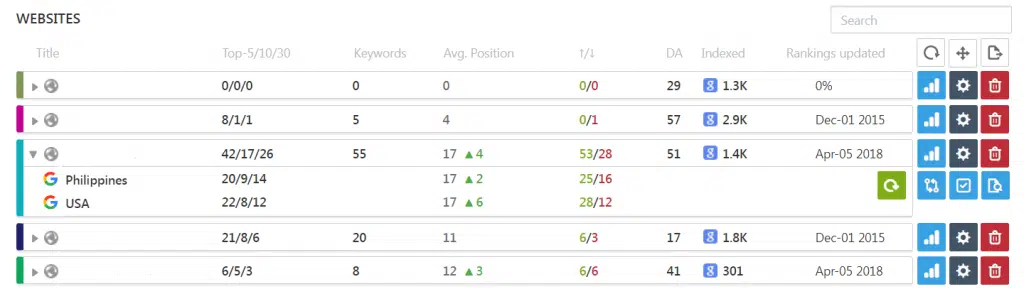 WEBSITES Search
Title Top-5/10/30 Keywords Avg. Position ↑/↓ DA Indexed Rankings updated
0/0/0 0 0 0/0 29 g 1.3K 0%
8/1/1 5 4 0/1 57 g 2.9K Dec-01 2015
42/17/26 55 17 ▲4 53/28 51 g 1.4K Apr-05 2018
G Philippines 20/9/14 17 ▲2 25/16
G USA 22/8/12 17 ▲6 28/12
21/8/6 20 11 6/3 17 g 1.8K Dec-01 2015
6/5/3 8 12 ▲3 6/6 41 g 301 Apr-05 2018